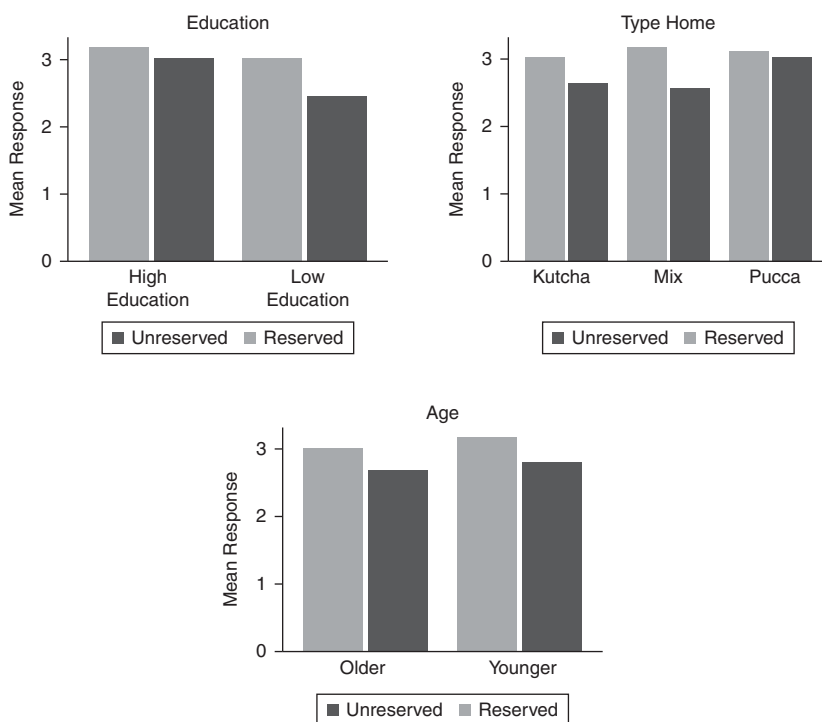 Education
Mean Response
3
2
1
0
High
Education
Low
Education
Unreserved Reserved
Type Home
Mean Response
3
2
1
0
Kutcha Mix Pucca
Unreserved Reserved
Age
Mean Response
3
2
1
0
Older Younger
Unreserved Reserved